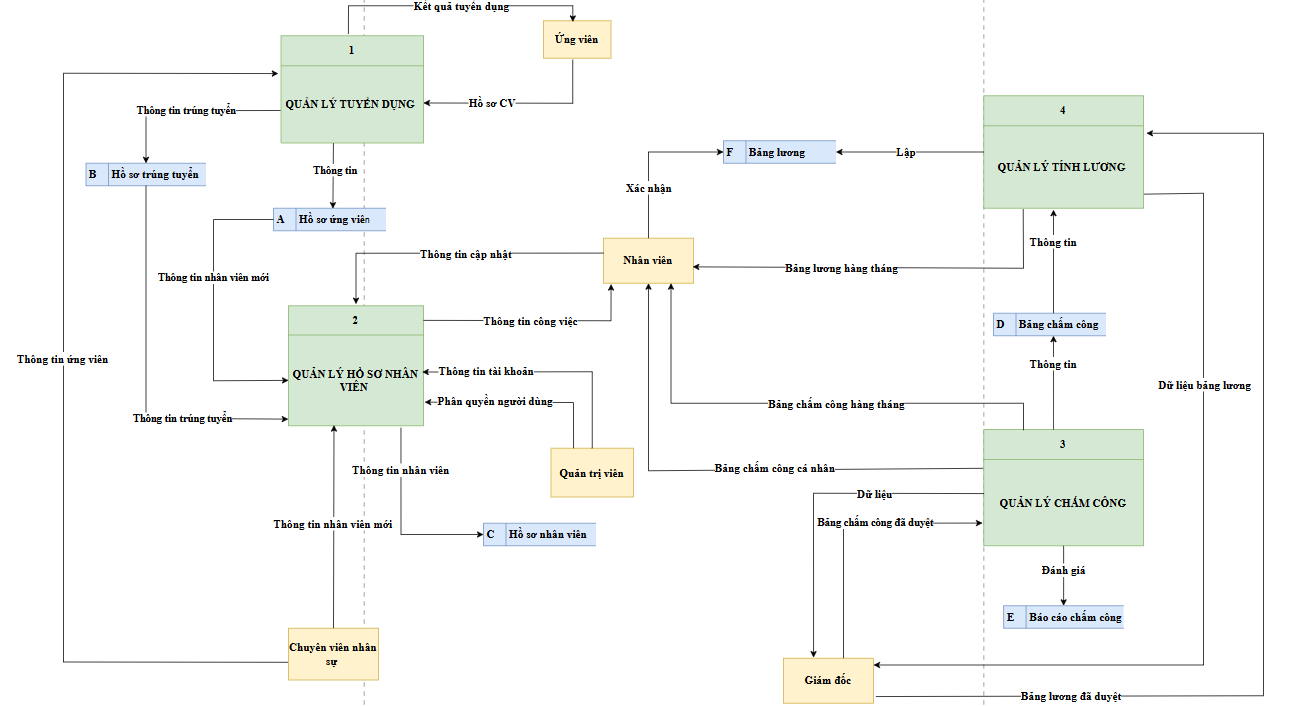 Kết quả tuyển dụng
Ứng viên
1
QUẢN LÝ TUYỂN DỤNG
Hồ sơ CV
Thông tin trúng tuyển
B
Hồ sơ trúng tuyển
Thông tin
A
Hồ sơ ứng viên
4
QUẢN LÝ TÍNH LƯƠNG
F
Bảng lương
Lập
Xác nhận
Thông tin cập nhật
Nhân viên
Thông tin
Bảng lương hàng tháng
Thông tin nhân viên mới
2
QUẢN LÝ HỒ SƠ NHÂN
VIÊN
Thông tin công việc
D
Bảng chấm công
Thông tin ứng viên
Thông tin tài khoản
Thông tin
Dữ liệu bảng lương
Phân quyền người dùng
Bảng chấm công hàng tháng
Thông tin trúng tuyển
3
QUẢN LÝ CHẤM CÔNG
Thông tin nhân viên
Quản trị viên
Bảng chấm công cá nhân
Dữ liệu
Thông tin nhân viên mới
Bảng chấm công đã duyệt
C
Hồ sơ nhân viên
Đánh giá
E
Báo cáo chấm công
Chuyên viên nhân
sự
Giám đốc
Bảng lương đã duyệt